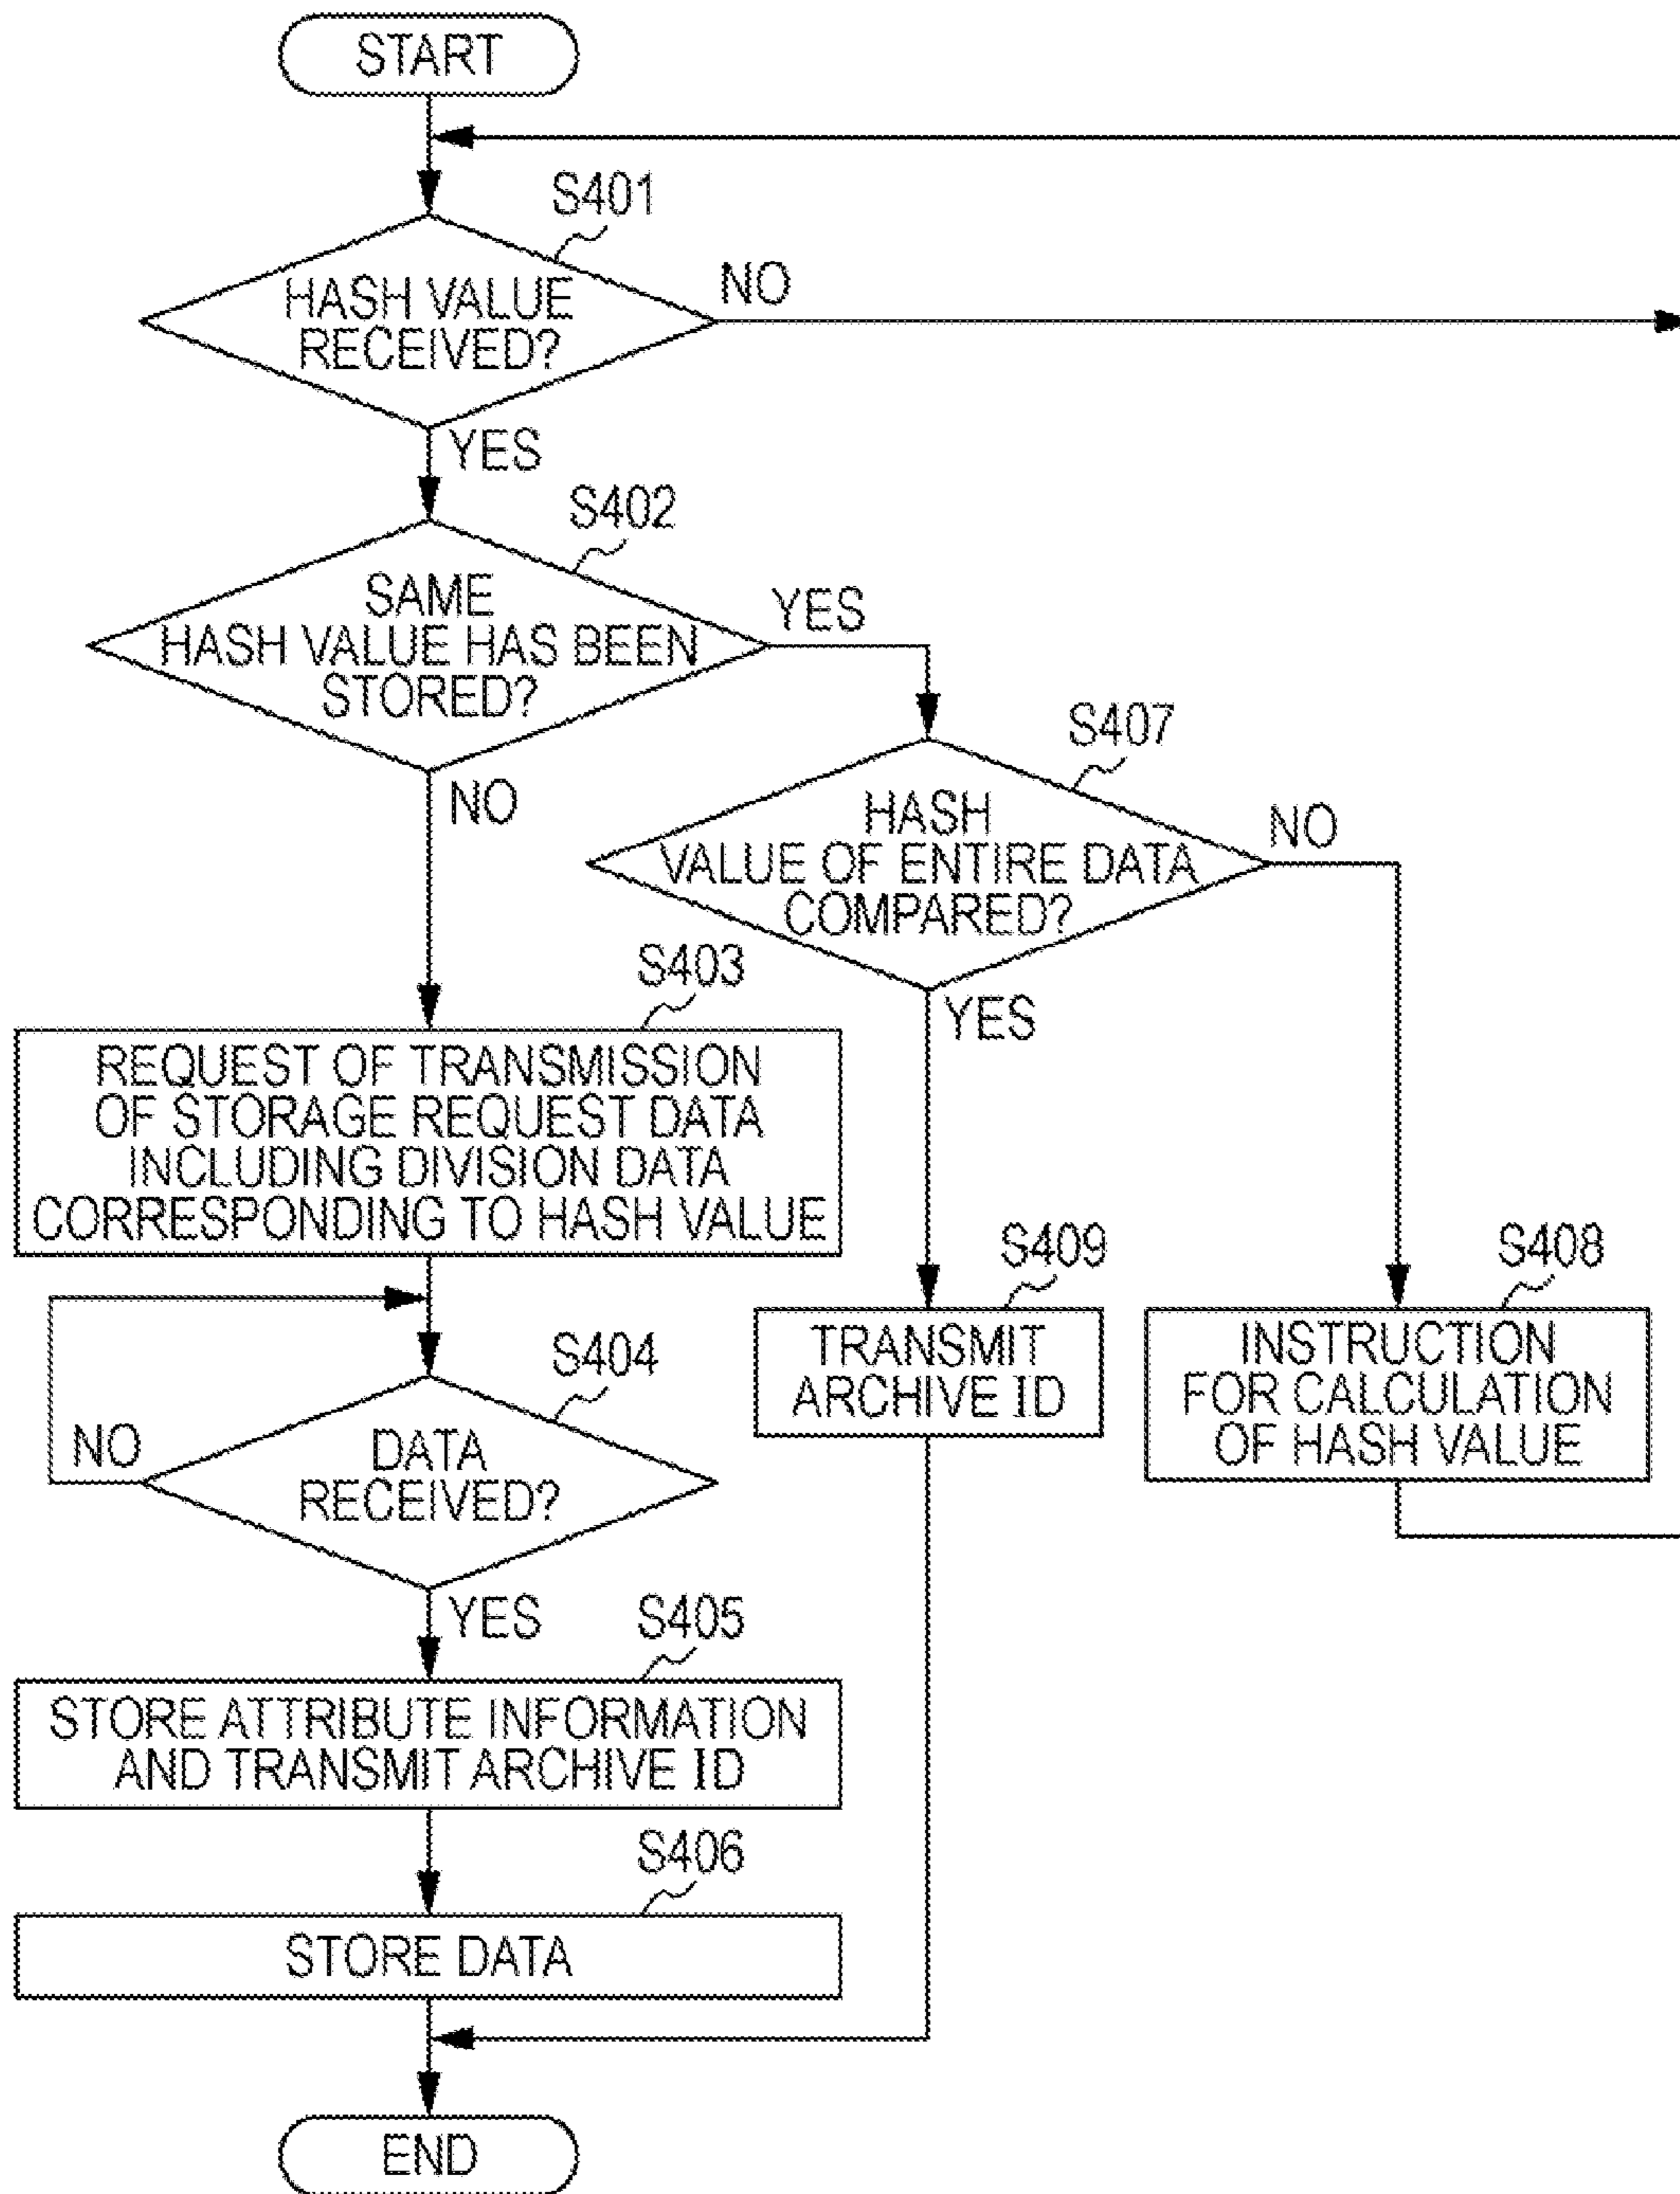 START
S401
HASH VALUE
RECEIVED?
NO
YES
S402
SAME
HASH VALUE HAS BEEN
STORED?
YES
NO
S407
HASH
VALUE OF ENTIRE DATA
COMPARED?
NO
YES
S403
REQUEST OF TRANSMISSION
OF STORAGE REQUEST DATA
INCLUDING DIVISION DATA
CORRESPONDING TO HASH VALUE
S409
TRANSMIT
ARCHIVE ID
S408
INSTRUCTION
FOR CALCULATION
OF HASH VALUE
S404
DATA
RECEIVED?
NO
YES
S405
STORE ATTRIBUTE INFORMATION
AND TRANSMIT ARCHIVE ID
S406
STORE DATA
END